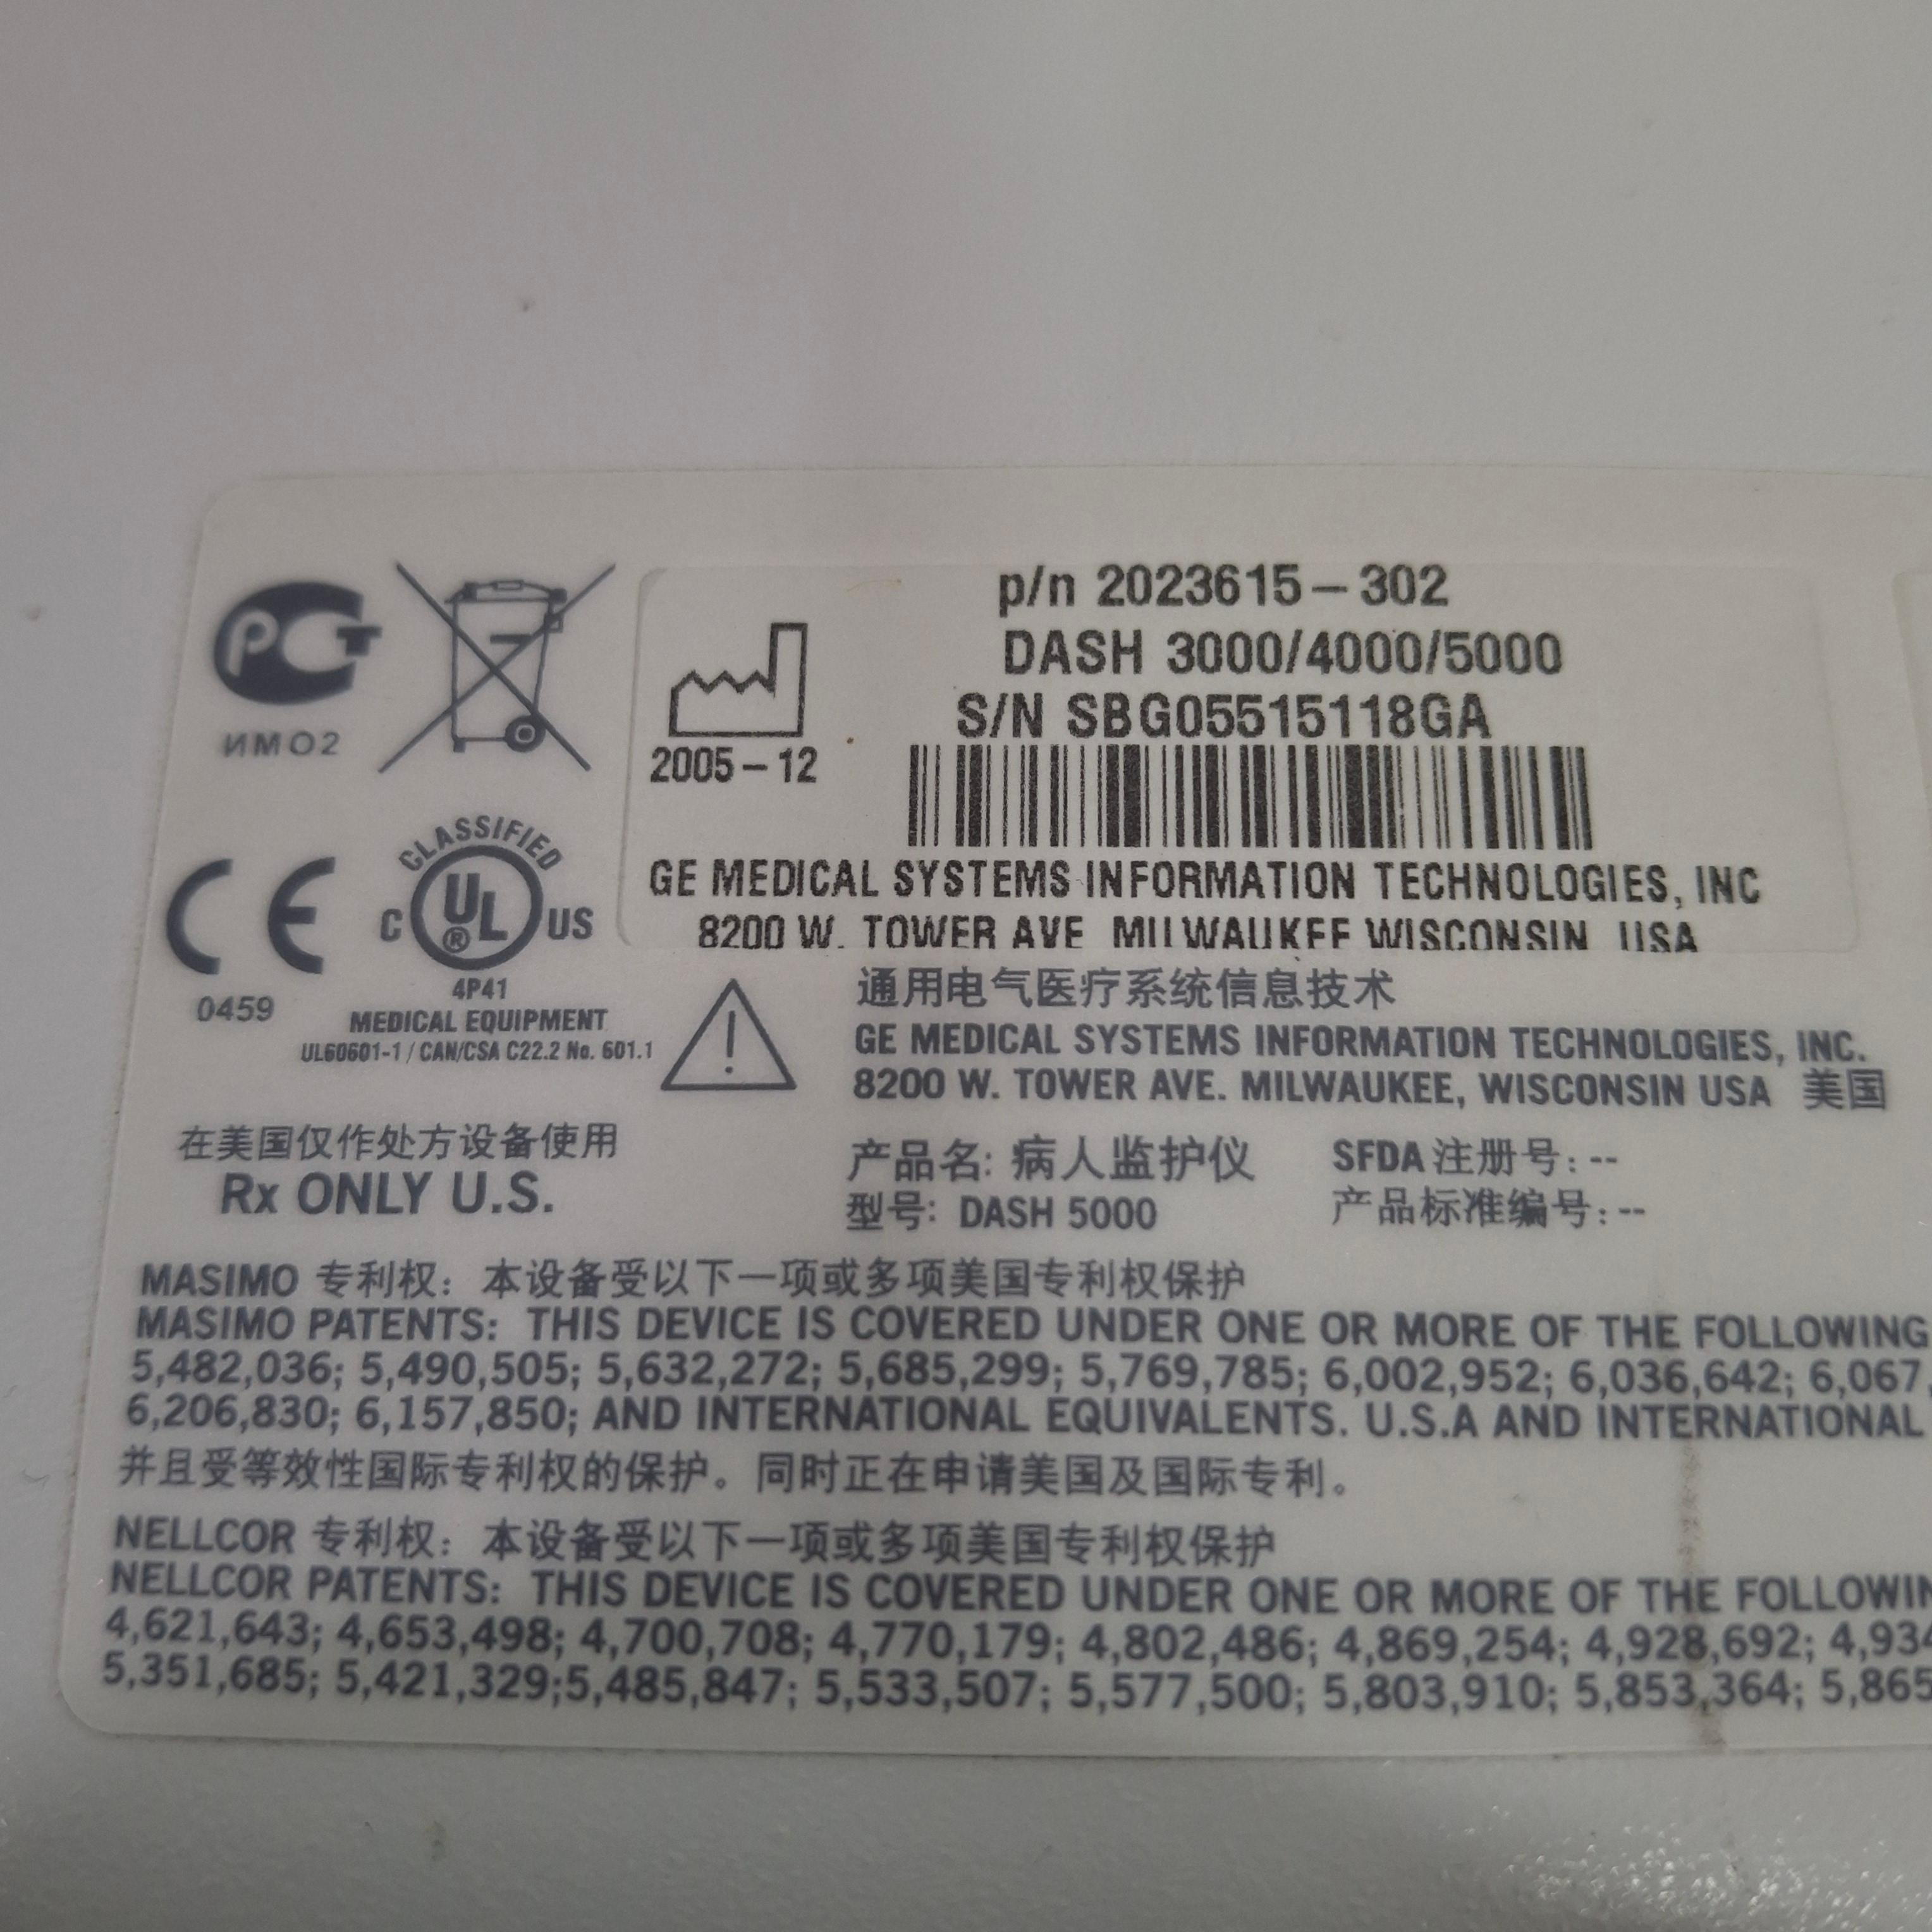 p/n 2023615-302
DASH 3000/4000/5000
S/N SBG05515118GA
2005-12
GE MEDICAL SYSTEMS INFORMATION TECHNOLOGIES, INC
8200 W. TOWER AVE MILWAUKEE WISCONSIN USA
РСТ
ИМО2
CE
0459
CLASSIFIED
C UL® US
4P41
MEDICAL EQUIPMENT
UL60601-1 / CAN/CSA C22.2 No. 601.1
通用电气医疗系统信息技术
GE MEDICAL SYSTEMS INFORMATION TECHNOLOGIES, INC.
8200 W. TOWER AVE. MILWAUKEE, WISCONSIN USA 美国
在美国仅作处方设备使用
Rx ONLY U.S.
产品名: 病人监护仪 SFDA 注册号: --
型号: DASH 5000 产品标准编号: --
MASIMO 专利权: 本设备受以下一项或多项美国专利权保护
MASIMO PATENTS: THIS DEVICE IS COVERED UNDER ONE OR MORE OF THE FOLLOWING
5,482,036; 5,490,505; 5,632,272; 5,685,299; 5,769,785; 6,002,952; 6,036,642; 6,067,
6,206,830; 6,157,850; AND INTERNATIONAL EQUIVALENTS. U.S.A AND INTERNATIONAL
并且受等效性国际专利权的保护。同时正在申请美国及国际专利。
NELLCOR 专利权: 本设备受以下一项或多项美国专利权保护
NELLCOR PATENTS: THIS DEVICE IS COVERED UNDER ONE OR MORE OF THE FOLLOWIN
4,621,643; 4,653,498; 4,700,708; 4,770,179; 4,802,486; 4,869,254; 4,928,692; 4,934
5,351,685; 5,421,329;5,485,847; 5,533,507; 5,577,500; 5,803,910; 5,853,364; 5,865